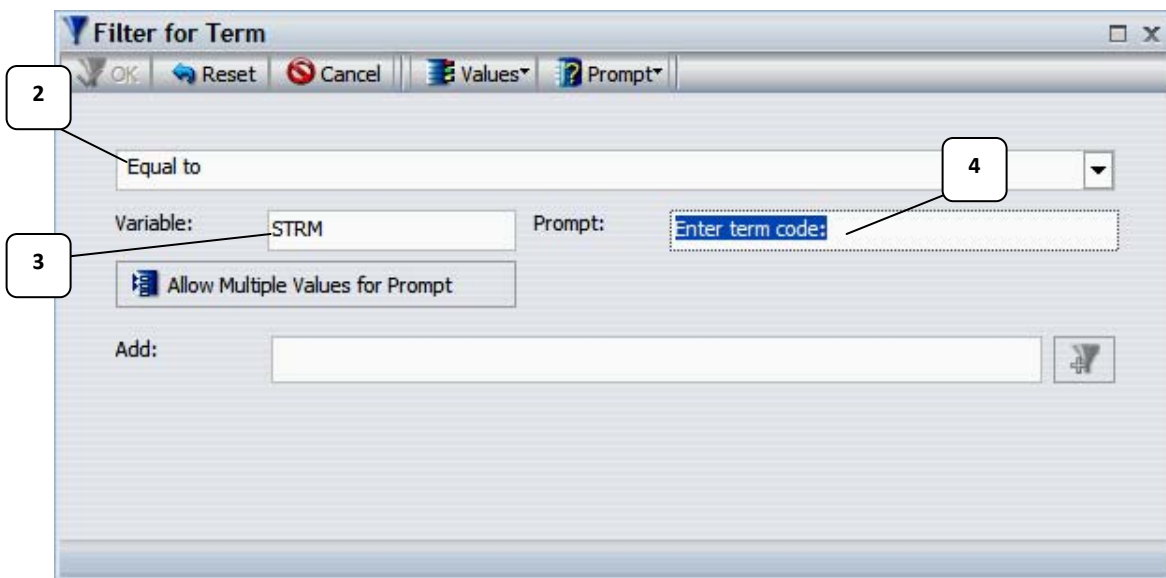 Filter for Term
OK Reset Cancel Values Prompt
2
Equal to
4
Variable: STRM Prompt: Enter term code:
3
Allow Multiple Values for Prompt
Add: